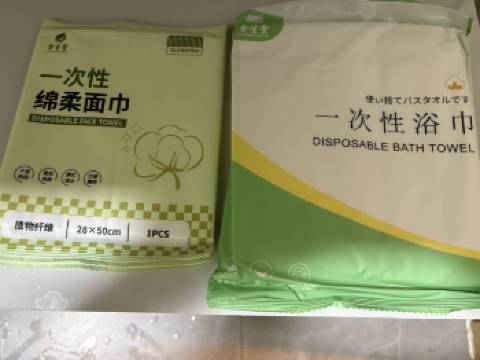 一次性
绵柔面巾
DISPOSABLE FACE TOWEL
植物纤维
28×50cm
1PCS
使い捨てバスタオルです
一次性浴巾
DISPOSABLE BATH TOWEL